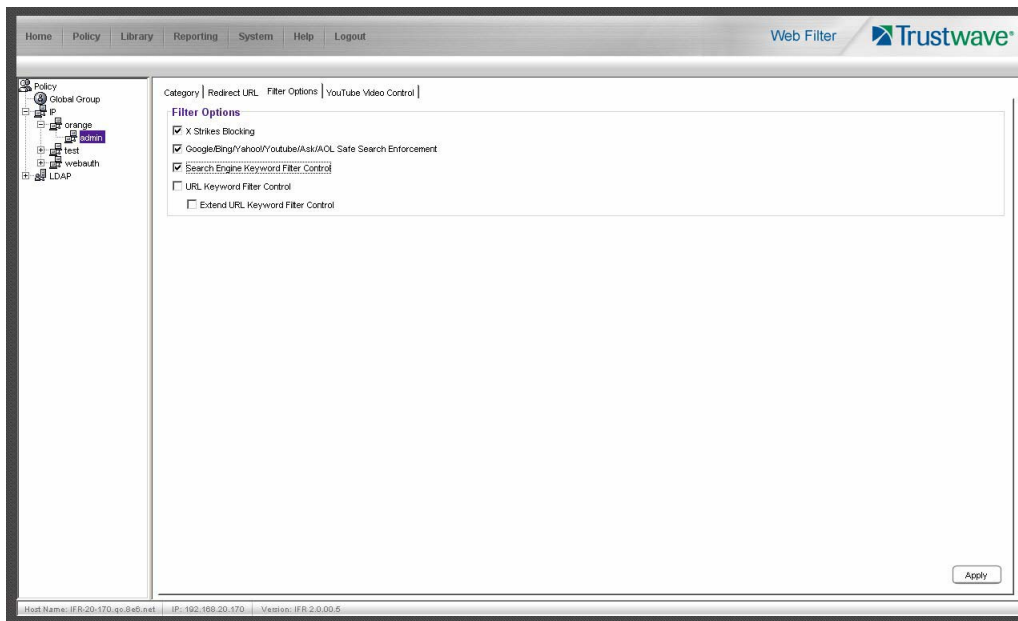 Home Policy Library Reporting System Help Logout
Web Filter
Trustwave®
Policy
Global Group
IP
orange
admin
test
webauth
LDAP
Category Redirect URL Filter Options YouTube Video Control
Filter Options
X Strikes Blocking
Google/Bing/Yahoo!/Youtube/Ask/AOL Safe Search Enforcement
Search Engine Keyword Filter Control
URL Keyword Filter Control
Extend URL Keyword Filter Control
Apply
Host Name: IFR-20-170.qc.8e6.net IP: 192.168.20.170 Version: IFR 2.0.00.5